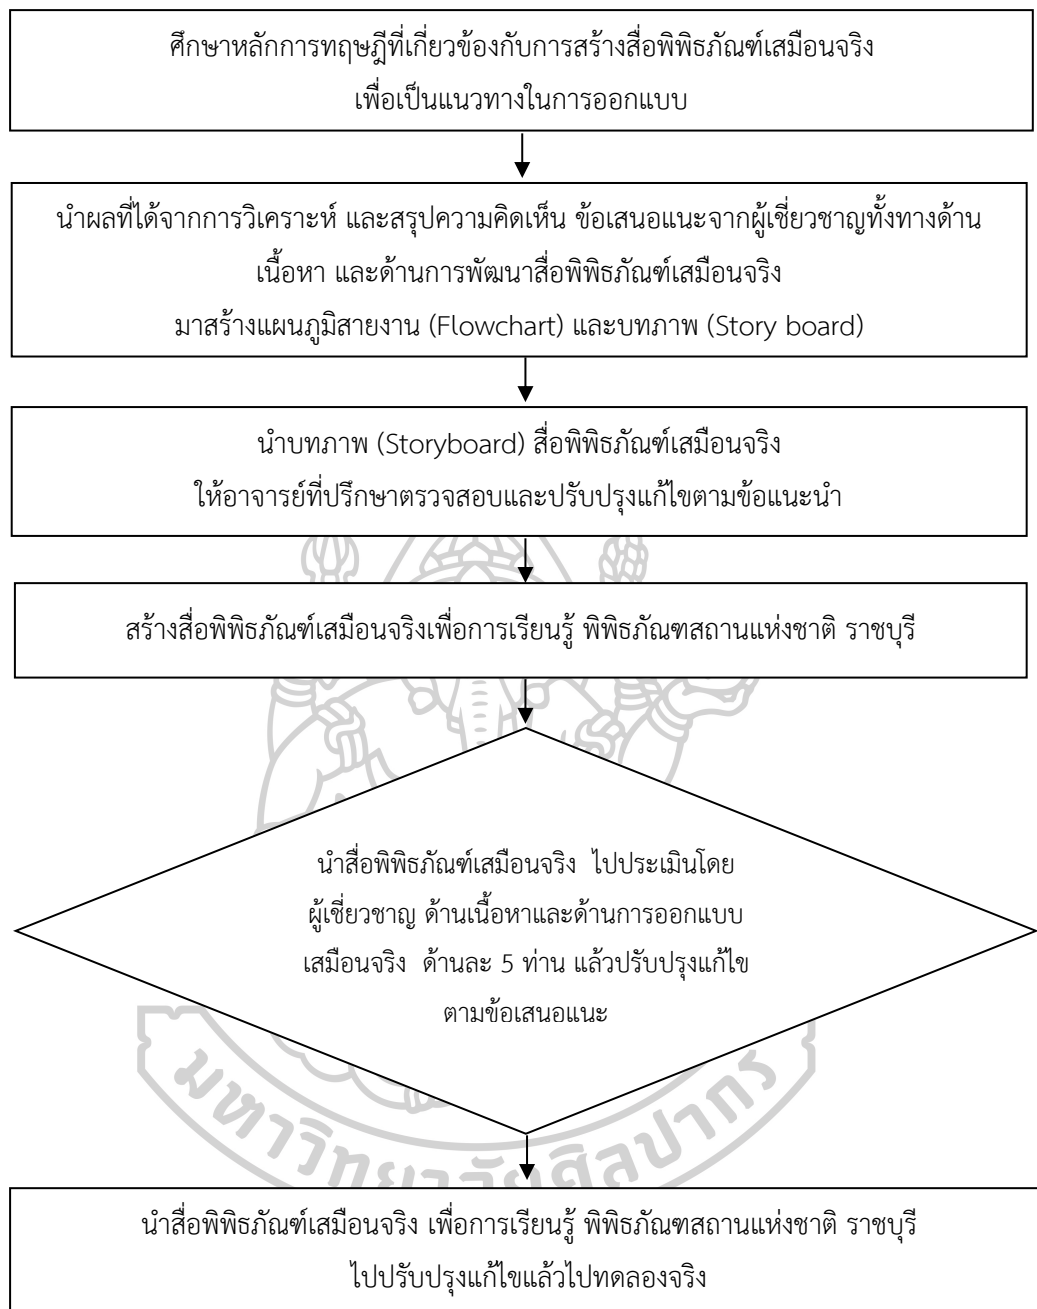 ศึกษาหลักการทฤษฎีที่เกี่ยวข้องกับการสร้างสื่อพิพิธภัณฑ์เสมือนจริง
เพื่อเป็นแนวทางในการออกแบบ
นำผลที่ได้จากการวิเคราะห์ และสรุปความคิดเห็น ข้อเสนอแนะจากผู้เชี่ยวชาญทั้งทางด้าน
เนื้อหา และด้านการพัฒนาสื่อพิพิธภัณฑ์เสมือนจริง
มาสร้างแผนภูมิสายงาน (Flowchart) และบทภาพ (Story board)
นำบทภาพ (Storyboard) สื่อพิพิธภัณฑ์เสมือนจริง
ให้อาจารย์ที่ปรึกษาตรวจสอบและปรับปรุงแก้ไขตามข้อแนะนำ
สร้างสื่อพิพิธภัณฑ์เสมือนจริงเพื่อการเรียนรู้ พิพิธภัณฑสถานแห่งชาติ ราชบุรี
นำสื่อพิพิธภัณฑ์เสมือนจริง ไปประเมินโดย
ผู้เชี่ยวชาญ ด้านเนื้อหาและด้านการออกแบบ
เสมือนจริง ด้านละ 5 ท่าน แล้วปรับปรุงแก้ไข
ตามข้อเสนอแนะ
มหาวิทยาลัยศิลปากร
นำสื่อพิพิธภัณฑ์เสมือนจริง เพื่อการเรียนรู้ พิพิธภัณฑสถานแห่งชาติ ราชบุรี
ไปปรับปรุงแก้ไขแล้วไปทดลองจริง